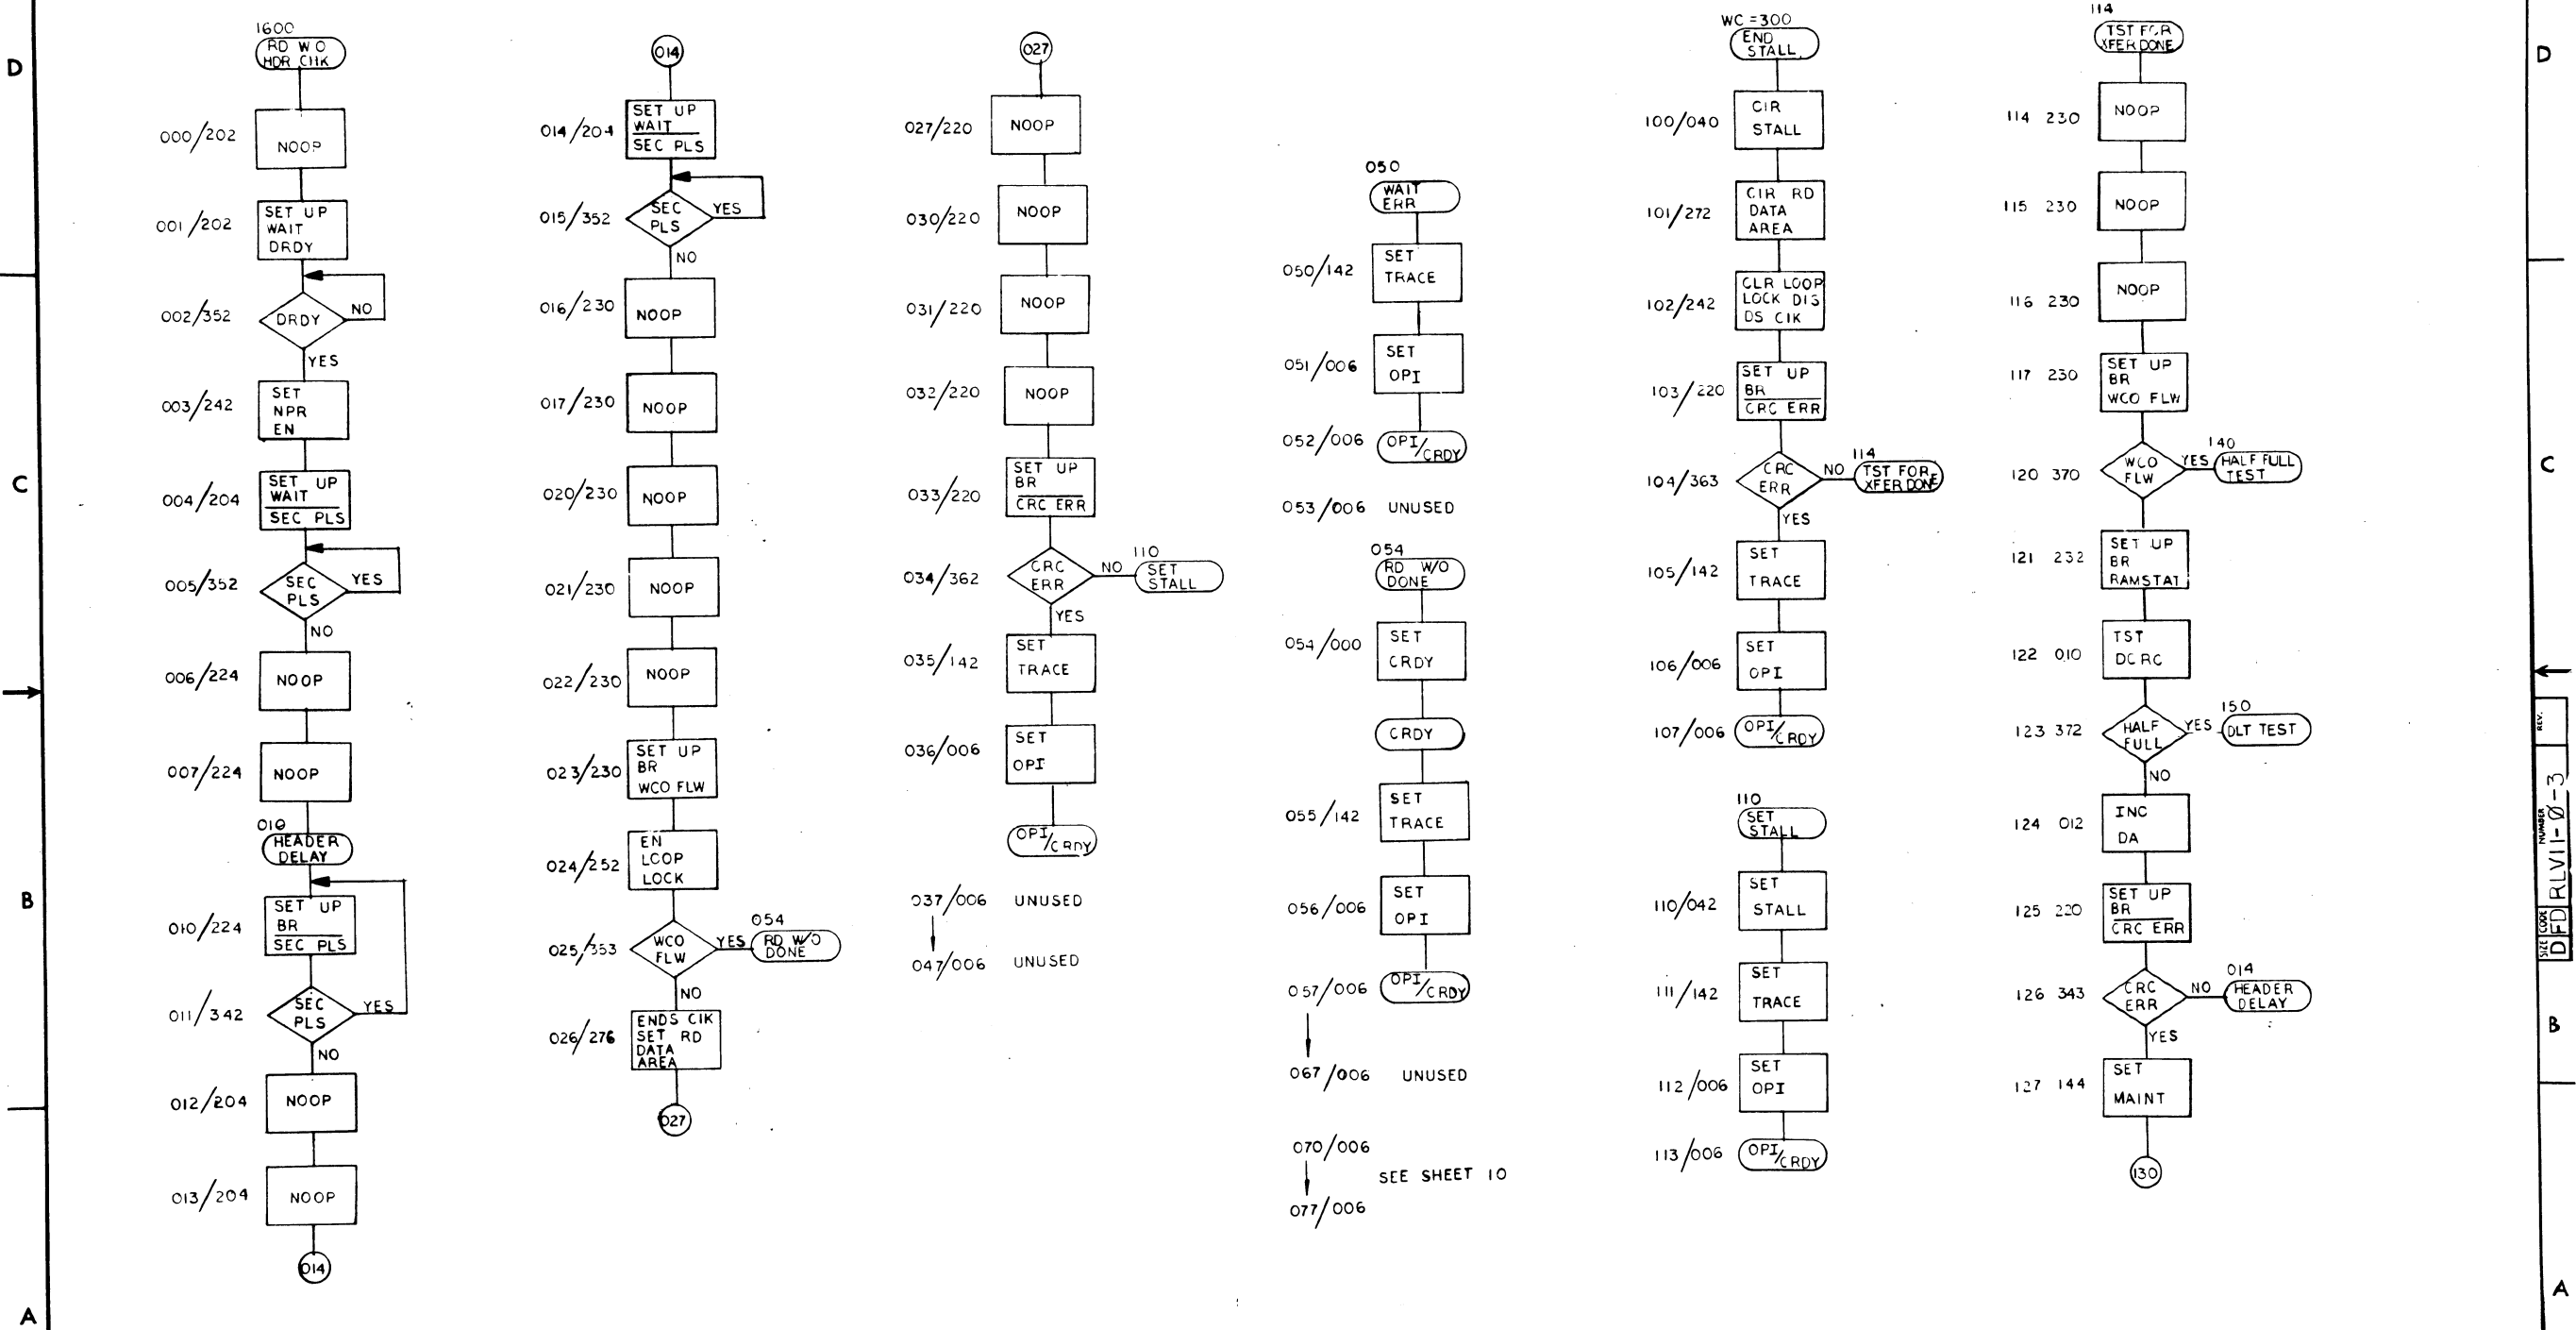 D
C
B
A
1600
RD W O
HDR CHK
000/202
NOOP
001/202
SET UP
WAIT
DRDY
002/352
DRDY
NO
YES
003/242
SET
NPR
EN
004/204
SET UP
WAIT
SEC PLS
005/352
SEC
PLS
YES
NO
006/224
NOOP
007/224
NOOP
010
HEADER
DELAY
010/224
SET UP
BR
SEC PLS
011/342
SEC
PLS
YES
NO
012/204
NOOP
013/204
NOOP
014
014
014/204
SET UP
WAIT
SEC PLS
015/352
SEC
PLS
YES
NO
016/230
NOOP
017/230
NOOP
020/230
NOOP
021/230
NOOP
022/230
NOOP
023/230
SET UP
BR
WCO FLW
024/252
EN
LOOP
LOCK
025/353
WCO
FLW
YES
054
RD W/O
DONE
NO
026/276
ENDS CIK
SET RD
DATA
AREA
027
027
027/220
NOOP
030/220
NOOP
031/220
NOOP
032/220
NOOP
033/220
SET UP
BR
CRC ERR
034/362
CRC
ERR
NO
110
SET
STALL
YES
035/142
SET
TRACE
036/006
SET
OPI
OPI/CRDY
037/006 UNUSED
047/006 UNUSED
050
WAIT
ERR
050/142
SET
TRACE
051/006
SET
OPI
052/006
OPI/CRDY
053/006 UNUSED
054
RD W/O
DONE
054/000
SET
CRDY
CRDY
055/142
SET
TRACE
056/006
SET
OPI
057/006
OPI/CRDY
067/006 UNUSED
070/006
SEE SHEET 10
077/006
WC=300
END
STALL
100/040
CIR
STALL
101/272
CIR RD
DATA
AREA
102/242
CLR LOOP
LOCK DIS
DS CIK
103/220
SET UP
BR
CRC ERR
104/363
CRC
ERR
NO
114
TST FOR
XFER DONE
YES
105/142
SET
TRACE
106/006
SET
OPI
107/006
OPI/CRDY
110
SET
STALL
110/042
SET
STALL
111/142
SET
TRACE
112/006
SET
OPI
113/006
OPI/CRDY
114
TST FOR
XFER DONE
114 230
NOOP
115 230
NOOP
116 230
NOOP
117 230
SET UP
BR
WCO FLW
120 370
WCO
FLW
YES
140
HALF FULL
TEST
121 232
SET UP
BR
RAMSTAT
122 010
TST
DCRC
123 372
HALF
FULL
YES
150
DLT TEST
NO
124 012
INC
DA
125 220
SET UP
BR
CRC ERR
126 343
CRC
ERR
NO
014
HEADER
DELAY
YES
127 144
SET
MAINT
130
D
C
B
A
REV.
NUMBER
RLV11-0-3
SIZE CODE
D FD